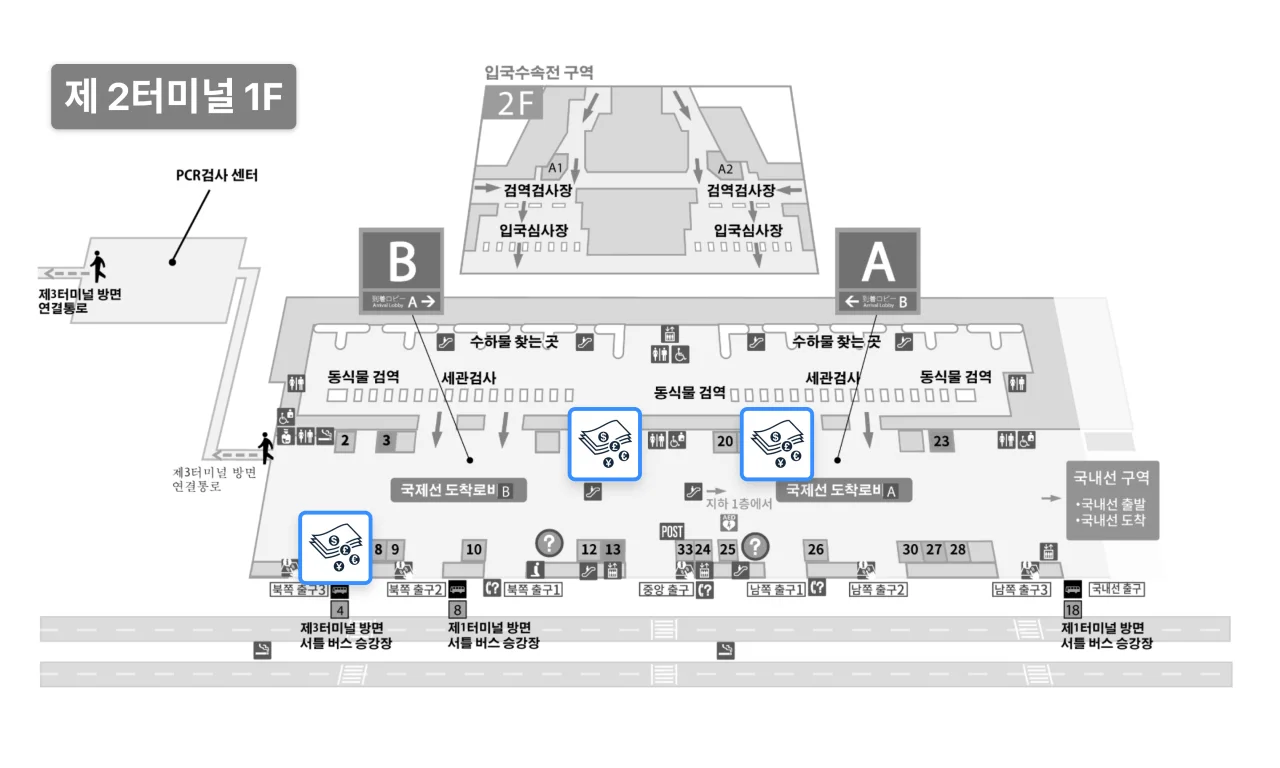 제 2터미널 1F
입국수속전 구역
2F
A1
A2
검역검사장
검역검사장
입국심사장
입국심사장
PCR검사 센터
제3터미널 방면
연결통로
B
到着ロビー
Arrival Lobby
A
A
到着ロビー
Arrival Lobby
B
수하물 찾는곳
수하물 찾는곳
동식물 검역
세관검사
동식물 검역
세관검사
동식물 검역
2
3
20
23
제3터미널 방면
연결통로
국제선 도착로비 B
지하 1층에서
국제선 도착로비 A
국내선 구역
•국내선 출발
•국내선 도착
AED
POST
8
9
10
?
12
13
33
24
25
?
26
30
27
28
북쪽 출구3
북쪽 출구2
북쪽 출구1
중앙 출구
남쪽 출구1
남쪽 출구2
남쪽 출구3
국내선 출구
4
제3터미널 방면
셔틀 버스 승강장
8
제1터미널 방면
셔틀 버스 승강장
18
제1터미널 방면
셔틀 버스 승강장